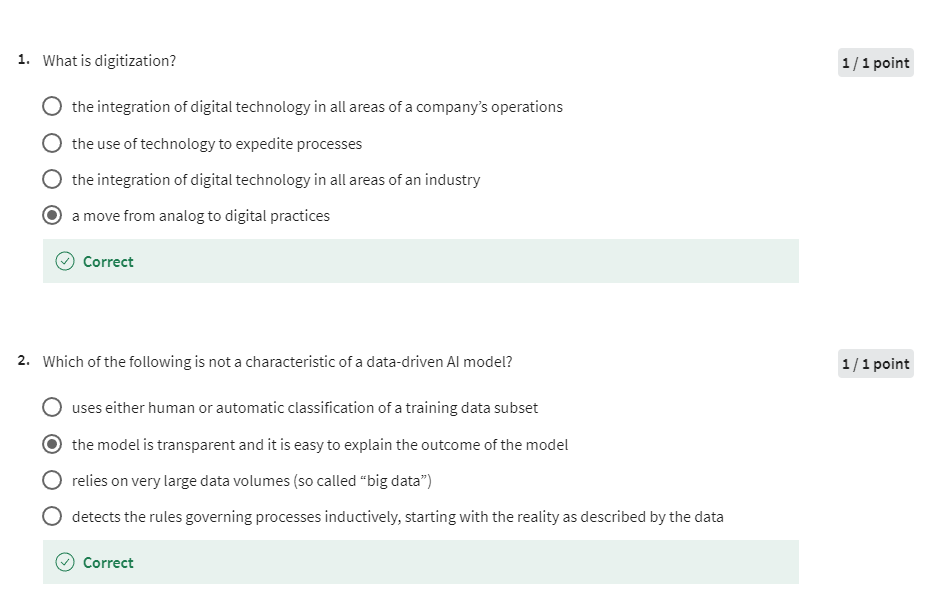 1. What is digitization?
1 / 1 point
the integration of digital technology in all areas of a company’s operations
the use of technology to expedite processes
the integration of digital technology in all areas of an industry
a move from analog to digital practices
Correct
2. Which of the following is not a characteristic of a data-driven AI model?
1 / 1 point
uses either human or automatic classification of a training data subset
the model is transparent and it is easy to explain the outcome of the model
relies on very large data volumes (so called “big data”)
detects the rules governing processes inductively, starting with the reality as described by the data
Correct